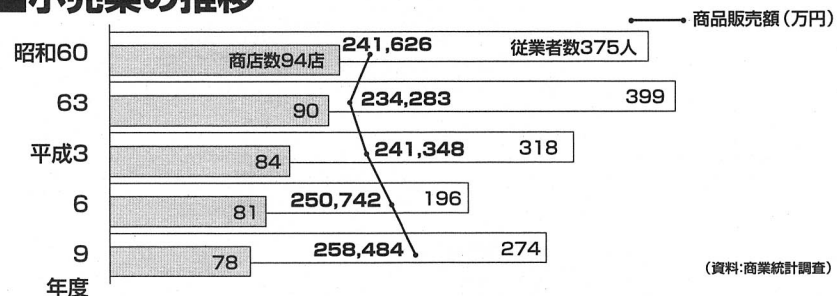 ■小売業の推移
商品販売額(万円)
昭和60 商店数94店 241,626 従業者数375人
63 90 234,283 399
平成3 84 241,348 318
6 81 250,742 196
9 78 258,484 274
年度
(資料:商業統計調査)